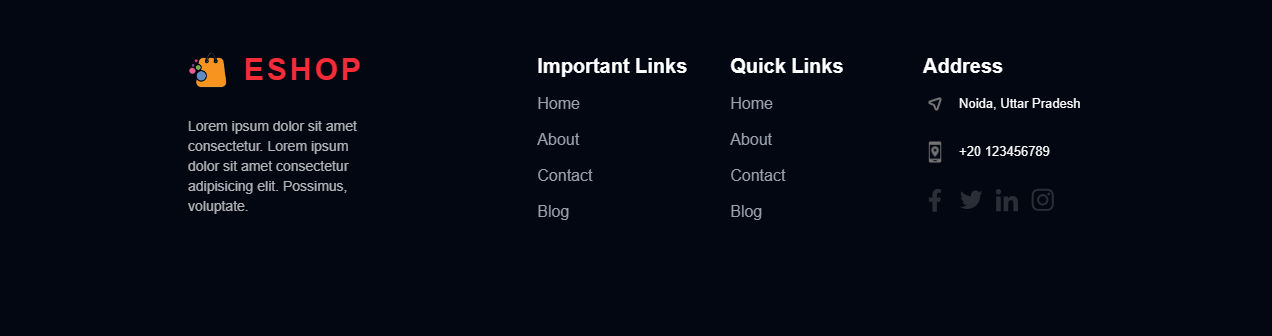 ESHOP
Lorem ipsum dolor sit amet
consectetur. Lorem ipsum
dolor sit amet consectetur
adipisicing elit. Possimus,
voluptate.
Important Links
Home
About
Contact
Blog
Quick Links
Home
About
Contact
Blog
Address
Noida, Uttar Pradesh
+20 123456789